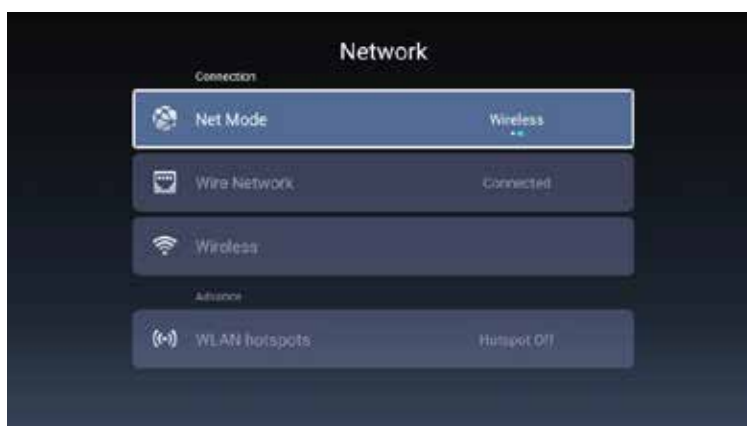 Network
Connection
Net Mode Wireless
Wire Network Connected
Wireless
Advance
WLAN hotspots Hotspot Off